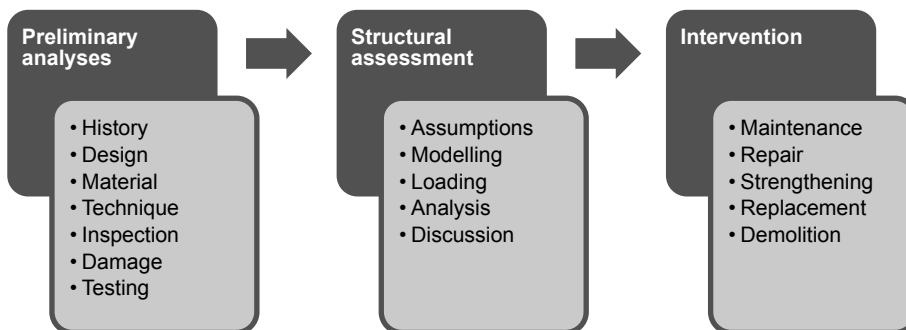 Preliminary
analyses
• History
• Design
• Material
• Technique
• Inspection
• Damage
• Testing
Structural
assessment
• Assumptions
• Modelling
• Loading
• Analysis
• Discussion
Intervention
• Maintenance
• Repair
• Strengthening
• Replacement
• Demolition